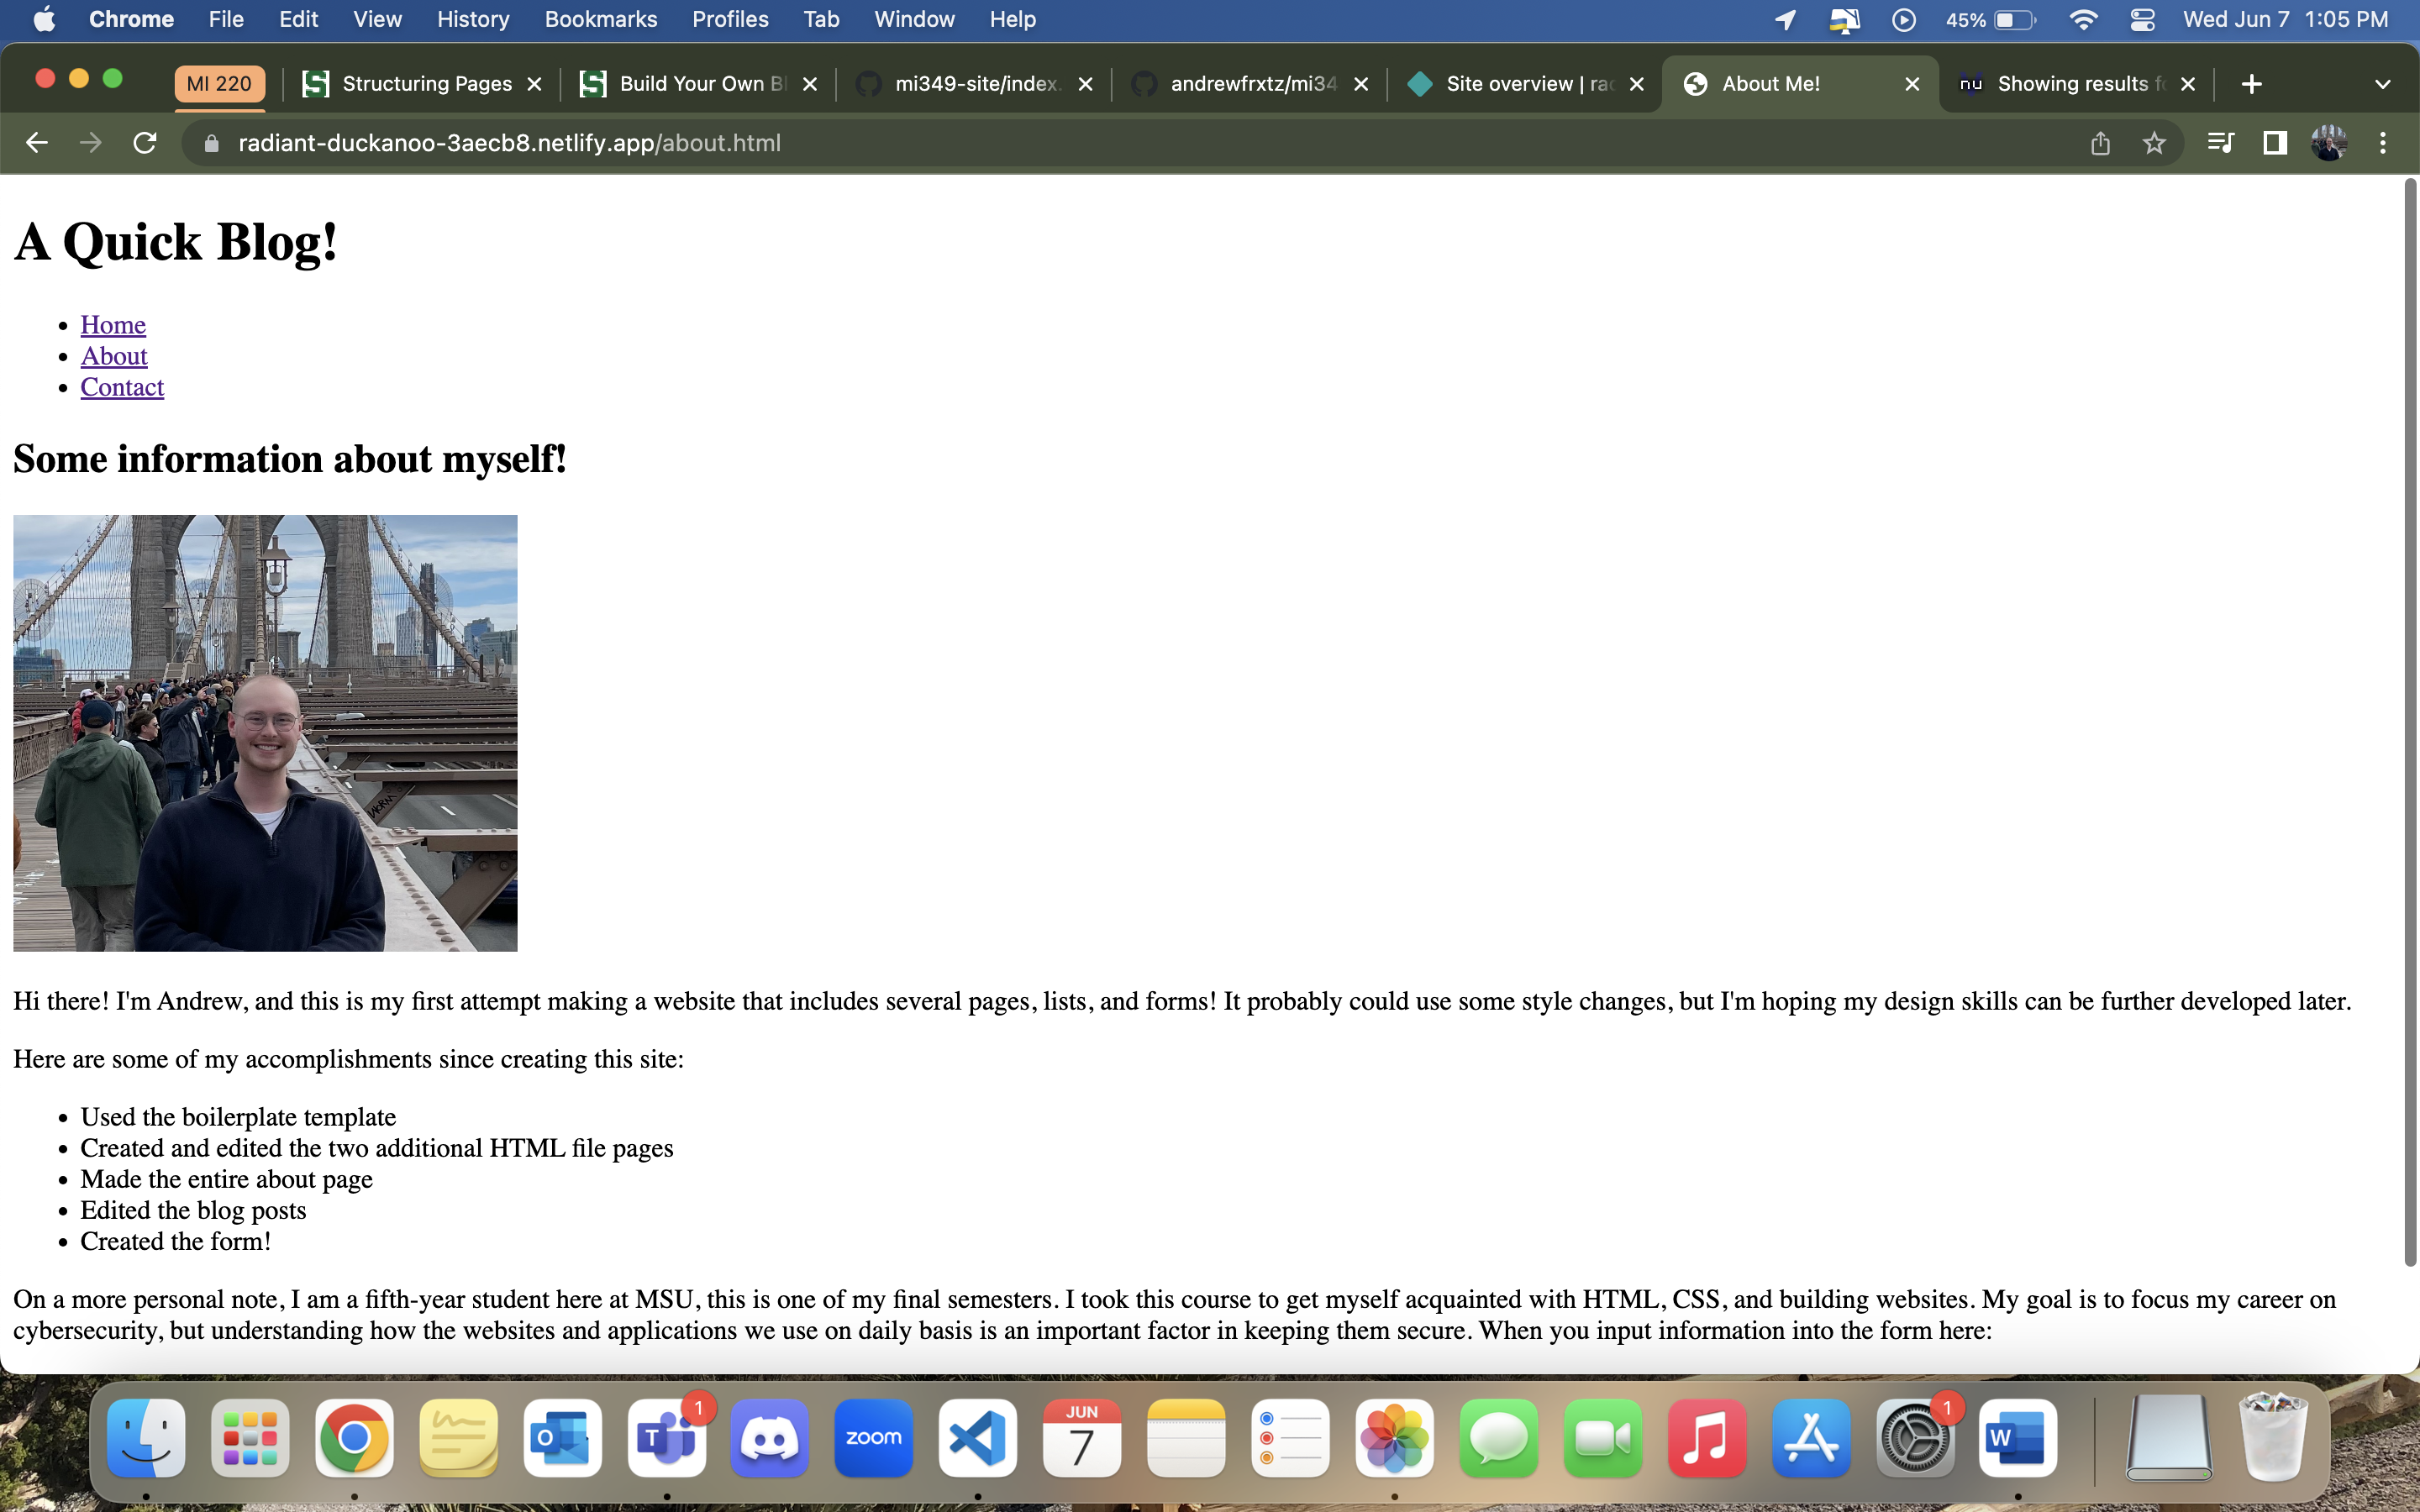 Chrome File Edit View History Bookmarks Profiles Tab Window Help 45% Wed Jun 7 1:05 PM
MI 220 Structuring Pages Build Your Own Bl mi349-site/index. andrewfrxtz/mi34 Site overview | rad About Me! nu Showing results fo
radiant-duckanoo-3aecb8.netlify.app/about.html
A Quick Blog!
Home
About
Contact
Some information about myself!
WORM
Hi there! I'm Andrew, and this is my first attempt making a website that includes several pages, lists, and forms! It probably could use some style changes, but I'm hoping my design skills can be further developed later.
Here are some of my accomplishments since creating this site:
Used the boilerplate template
Created and edited the two additional HTML file pages
Made the entire about page
Edited the blog posts
Created the form!
On a more personal note, I am a fifth-year student here at MSU, this is one of my final semesters. I took this course to get myself acquainted with HTML, CSS, and building websites. My goal is to focus my career on
cybersecurity, but understanding how the websites and applications we use on daily basis is an important factor in keeping them secure. When you input information into the form here:
O T 1 zoom JUN 7 1 W